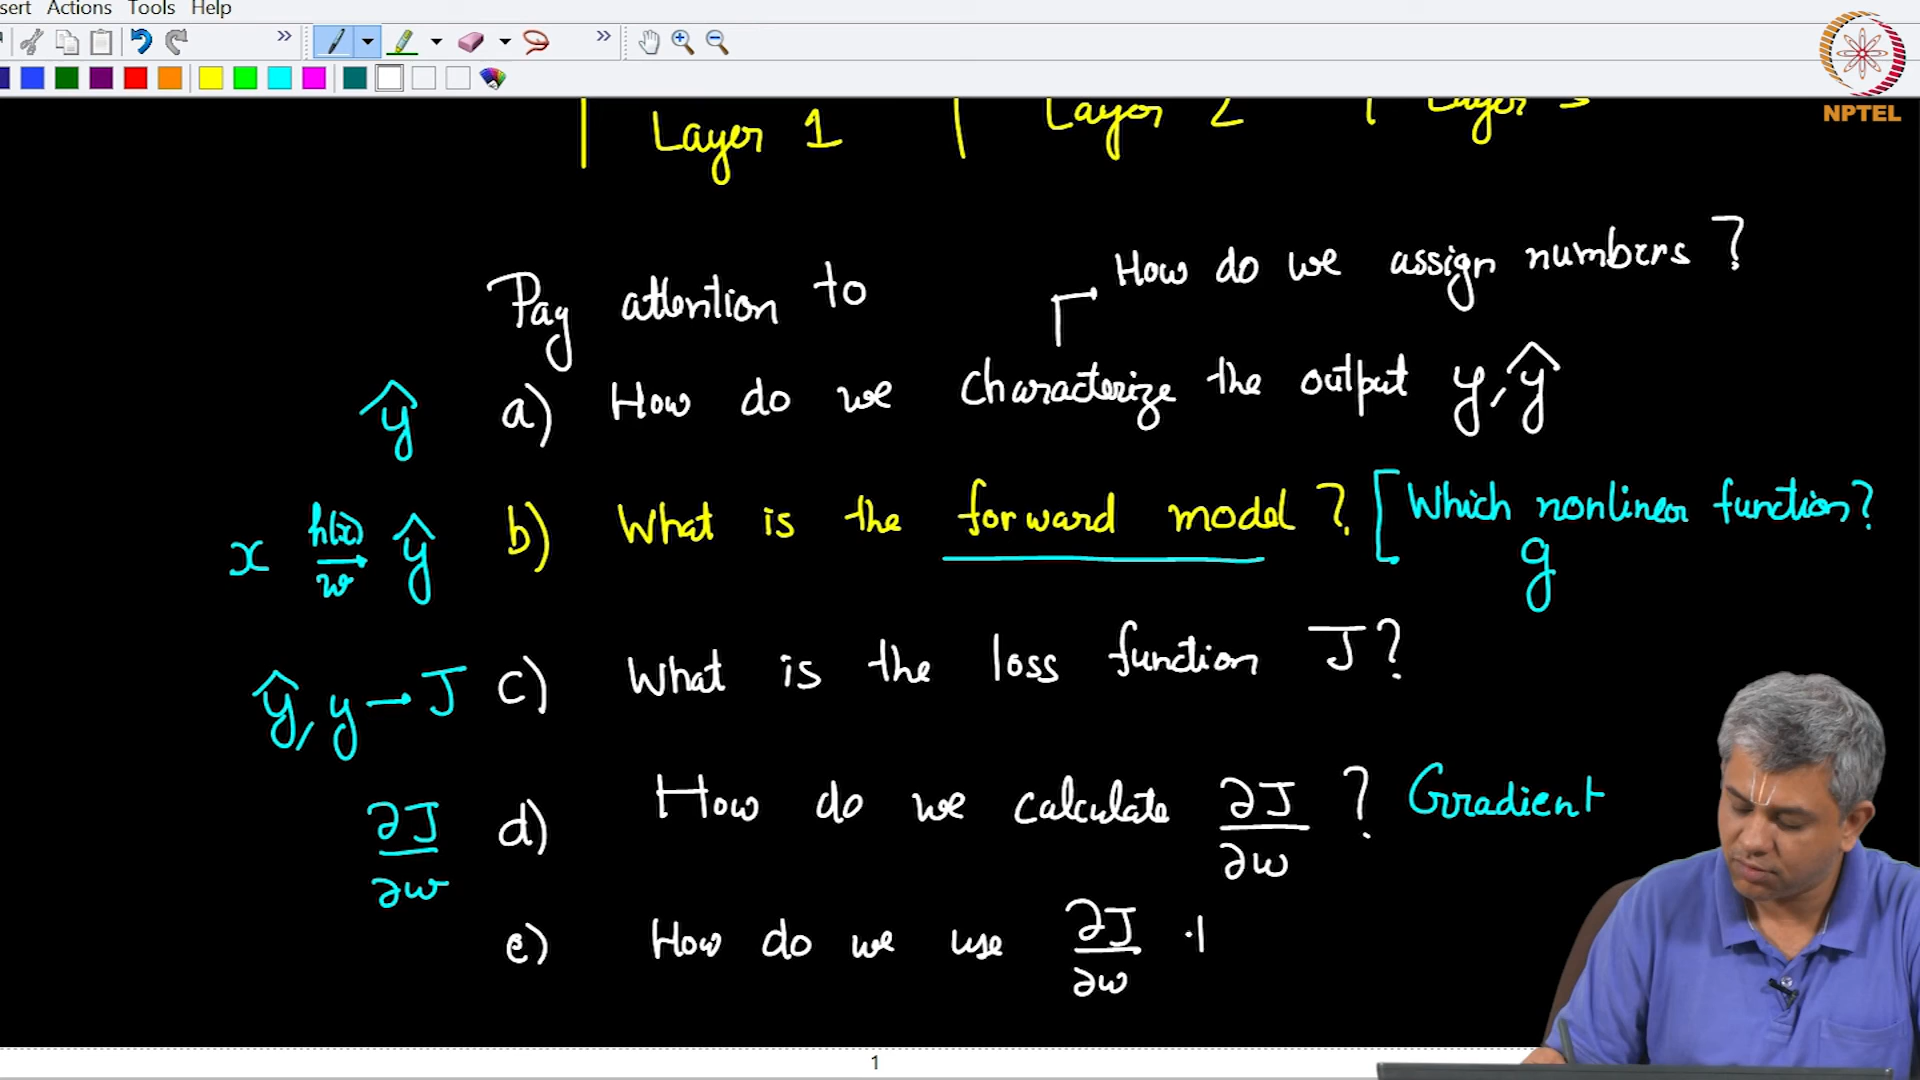 sert Actions Tools Help
NPTEL
Layer 1 Layer 2 Layer 3
Pay attention to
How do we assign numbers ?
ŷ a) How do we characterize the output y, ŷ
x h(x) w ŷ b) What is the forward model ? [ Which nonlinear function?
g
ŷ, y → J c) What is the loss function J?
∂J/∂w d) How do we calculate ∂J/∂w ? Gradient
e) How do we use ∂J/∂w
1